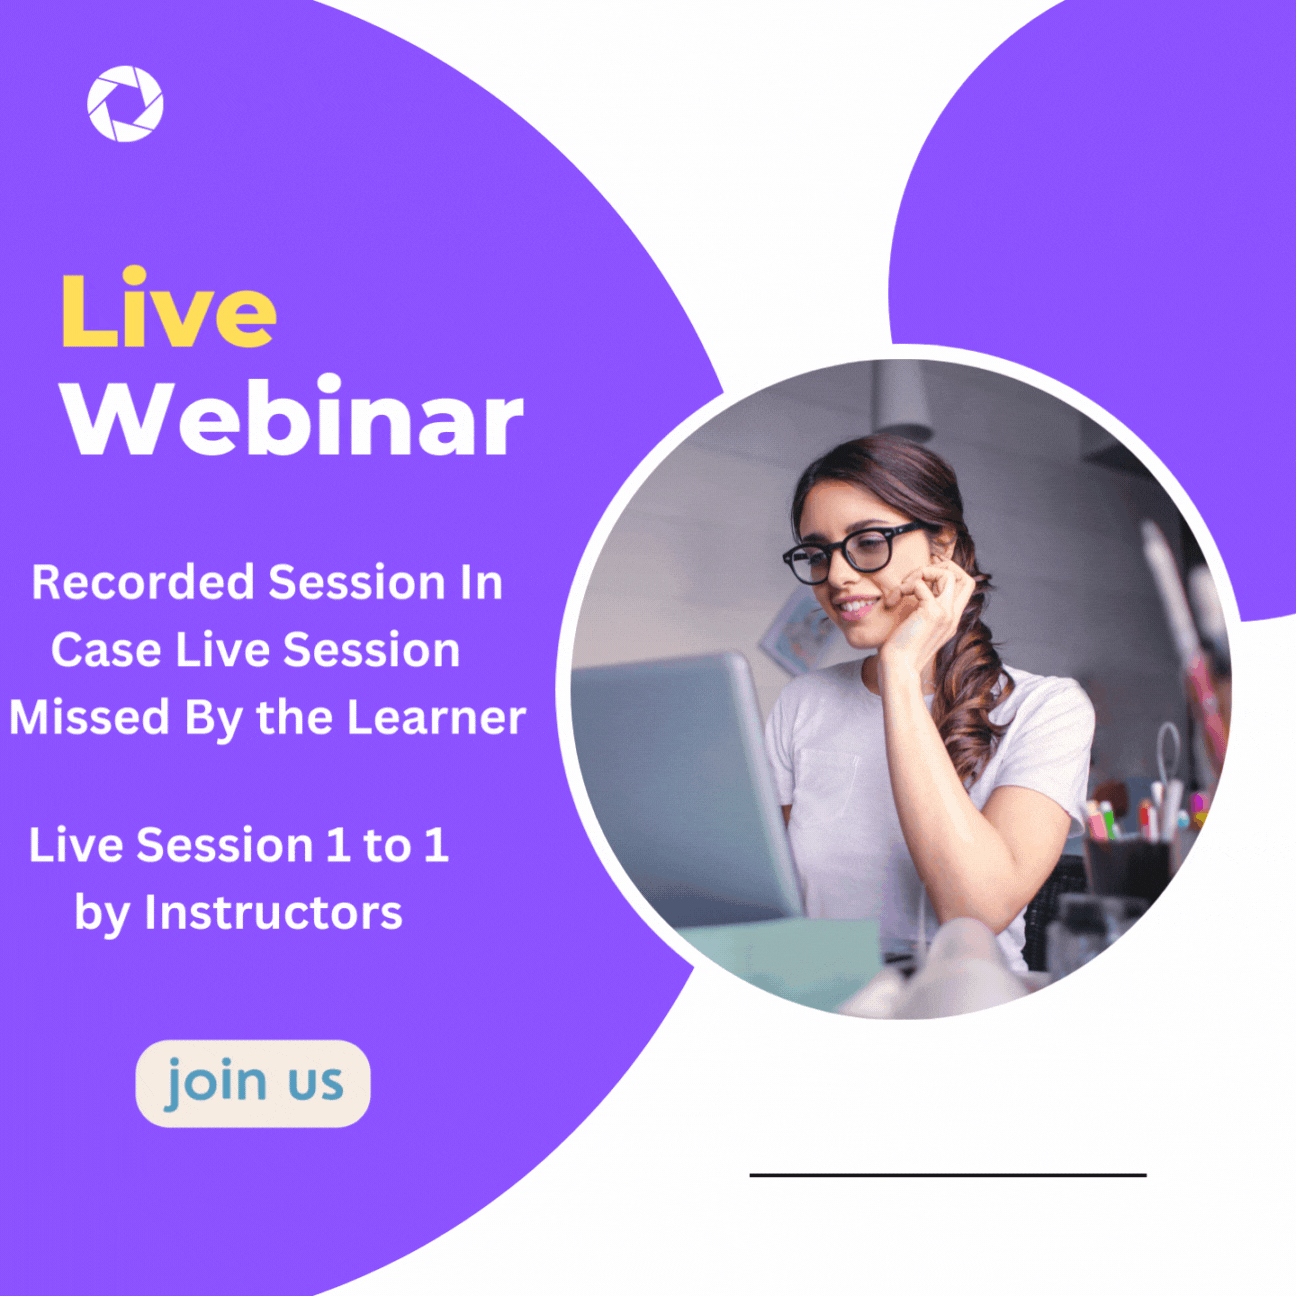 Live
Webinar
Recorded Session In
Case Live Session
Missed By the Learner
Live Session 1 to 1
by Instructors
join us